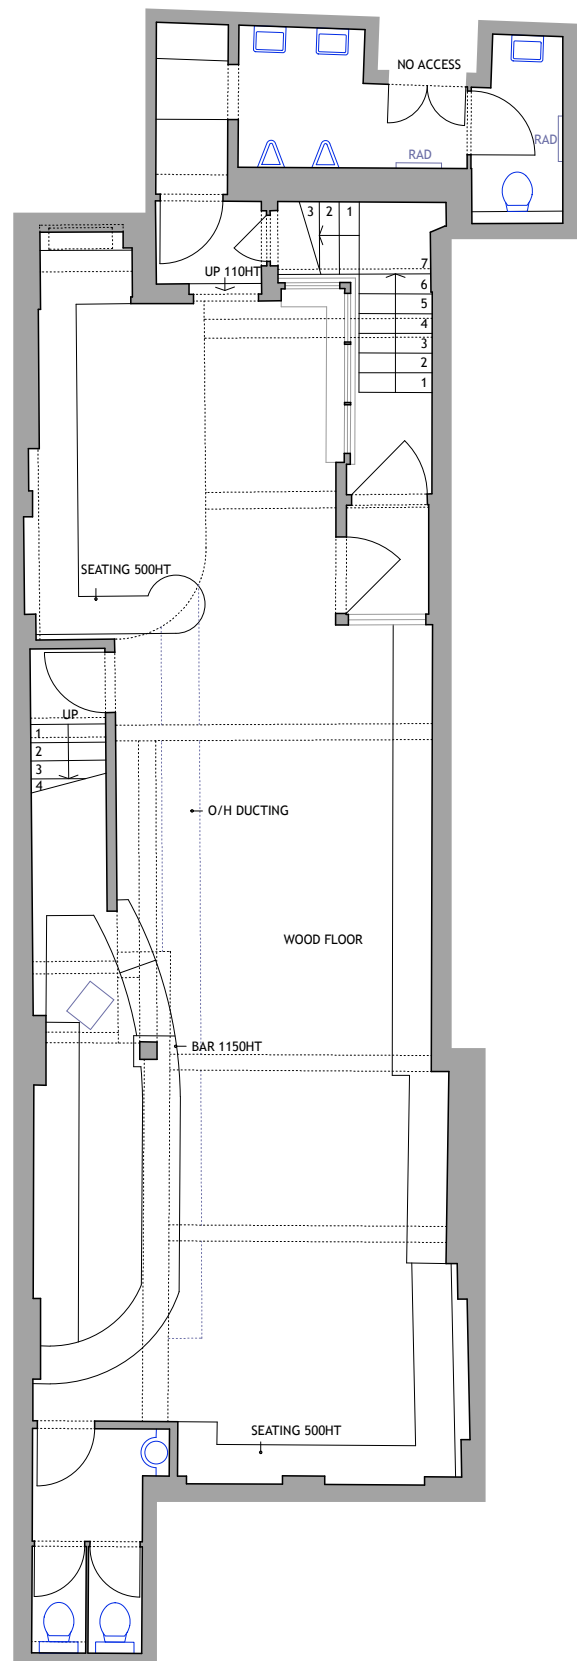 NO ACCESS
RAD
RAD
3 2 1
UP 110HT
7
6
5
4
3
2
1
SEATING 500HT
UP
1
2
3
4
O/H DUCTING
WOOD FLOOR
BAR 1150HT
SEATING 500HT